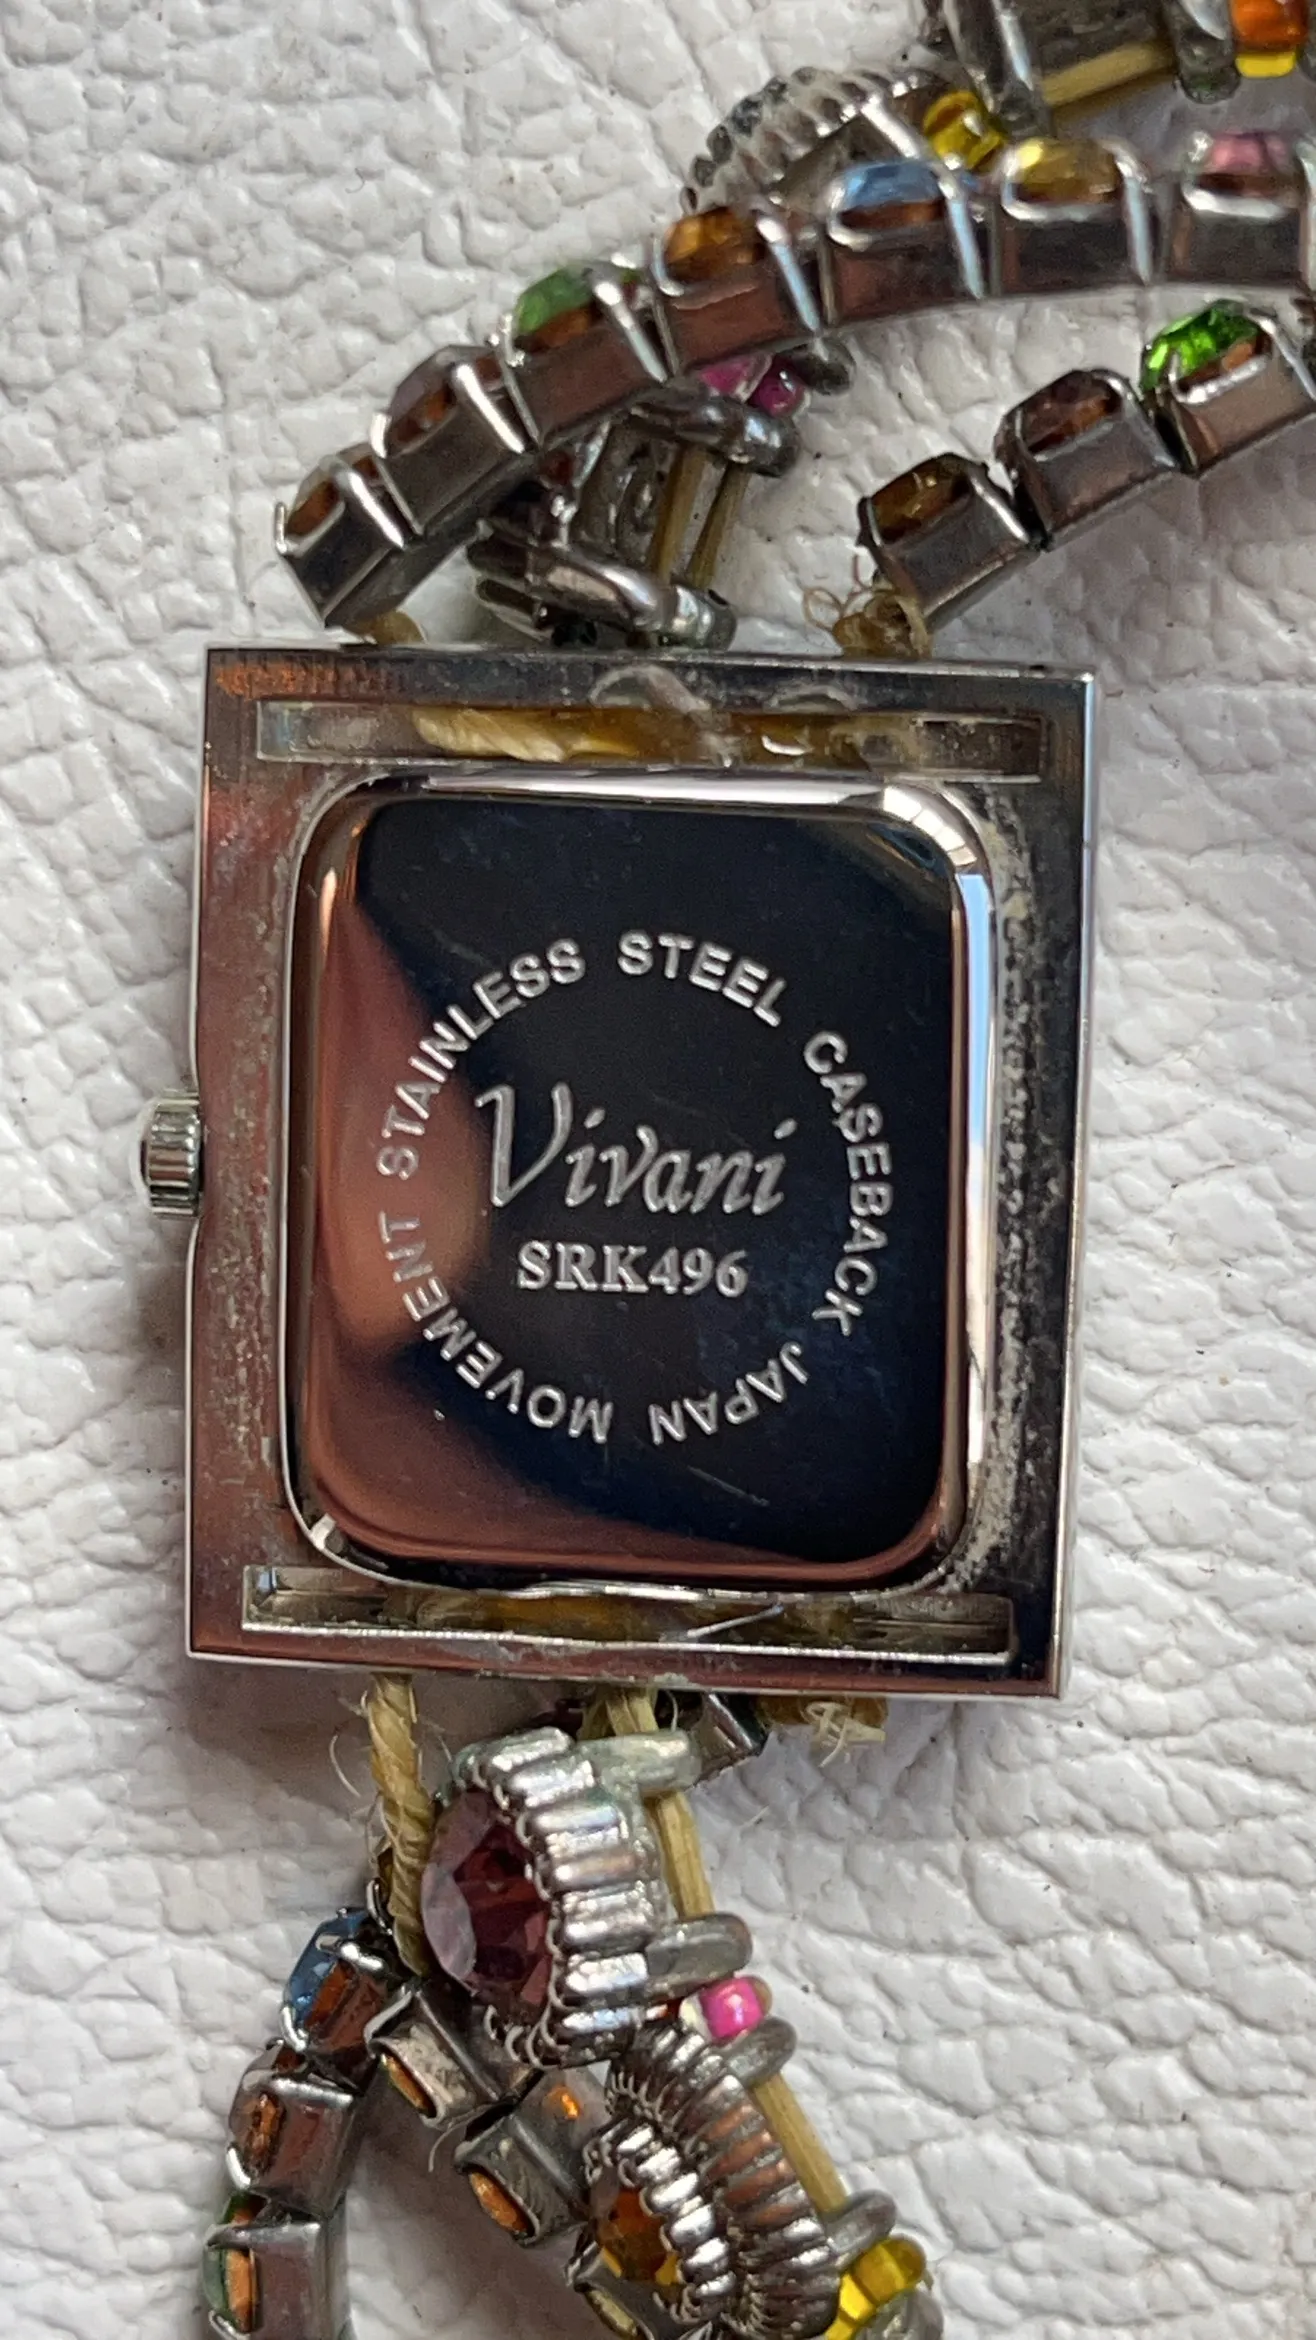 STAINLESS STEEL CASEBACK JAPAN MOVEMENT
Vivani
SRK496